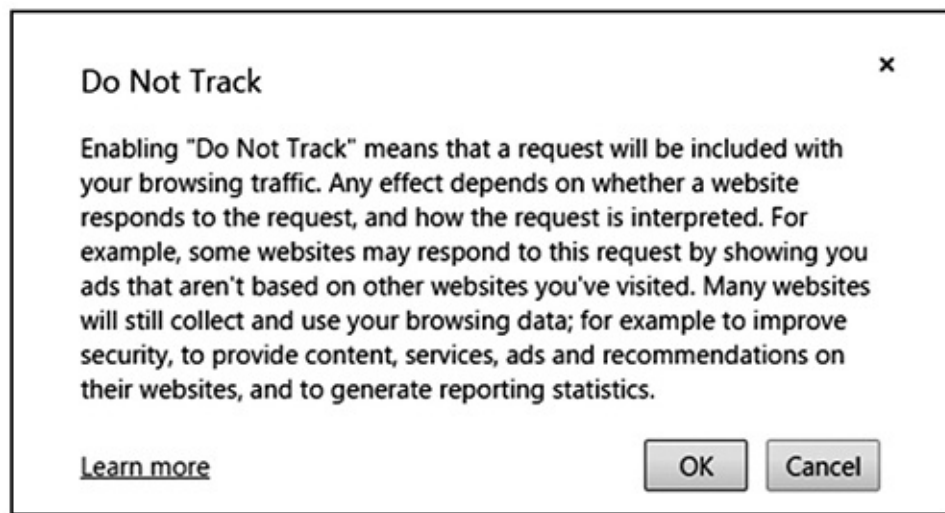 Do Not Track
×
Enabling "Do Not Track" means that a request will be included with
your browsing traffic. Any effect depends on whether a website
responds to the request, and how the request is interpreted. For
example, some websites may respond to this request by showing you
ads that aren't based on other websites you've visited. Many websites
will still collect and use your browsing data; for example to improve
security, to provide content, services, ads and recommendations on
their websites, and to generate reporting statistics.
Learn more
OK
Cancel